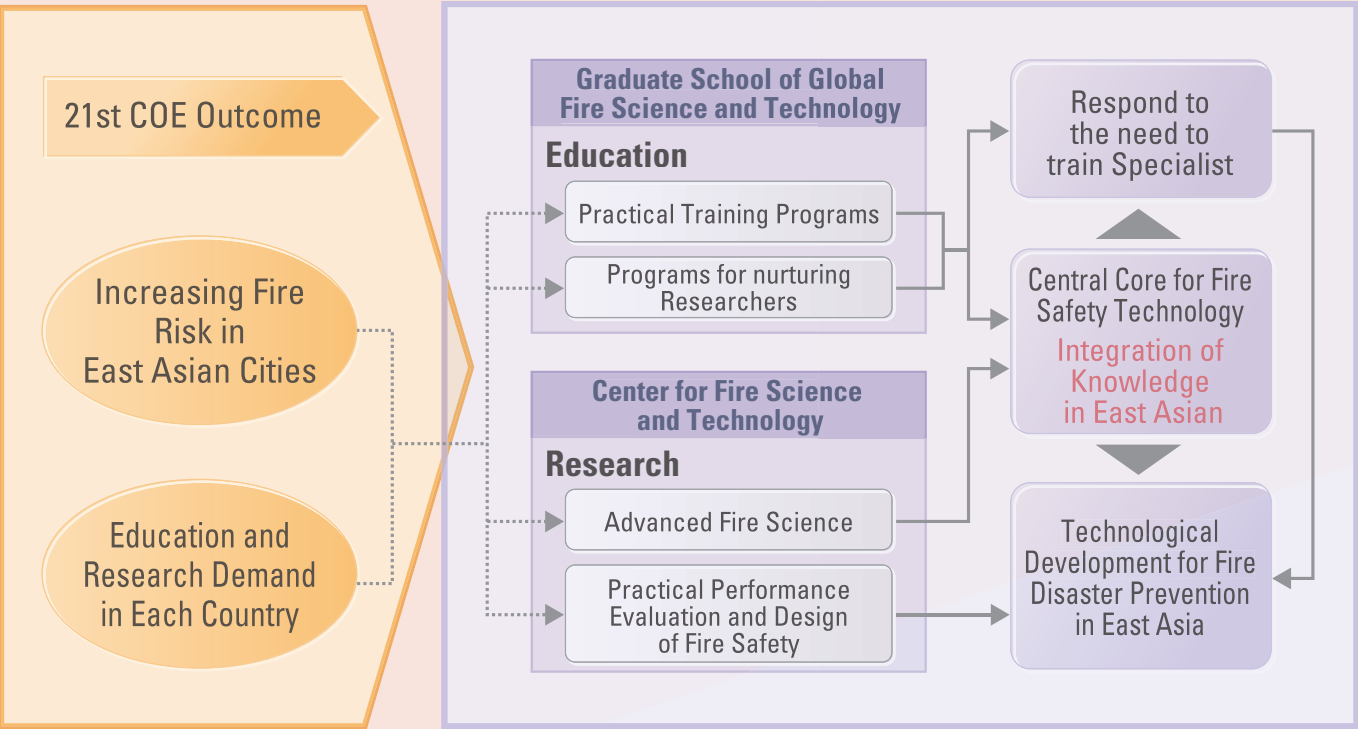 21st COE Outcome
Increasing Fire
Risk in
East Asian Cities
Education and
Research Demand
in Each Country
Graduate School of Global
Fire Science and Technology
Education
Practical Training Programs
Programs for nurturing
Researchers
Center for Fire Science
and Technology
Research
Advanced Fire Science
Practical Performance
Evaluation and Design
of Fire Safety
Respond to
the need to
train Specialist
Central Core for Fire
Safety Technology
Integration of
Knowledge
in East Asian
Technological
Development for Fire
Disaster Prevention
in East Asia